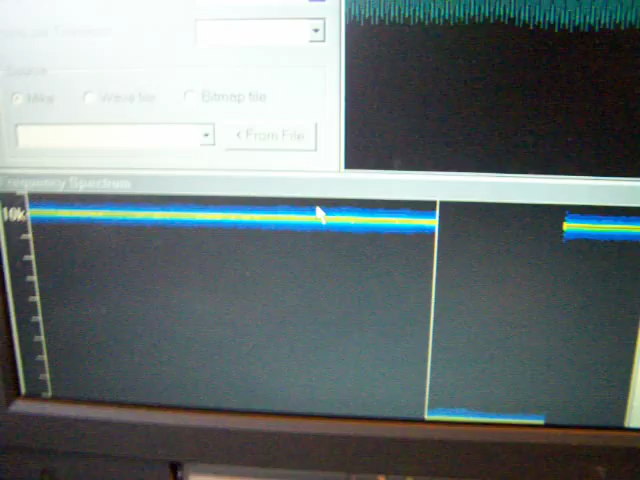 Source
Mike Wave file Bitmap file
< From File
Frequency Spectrum
10k